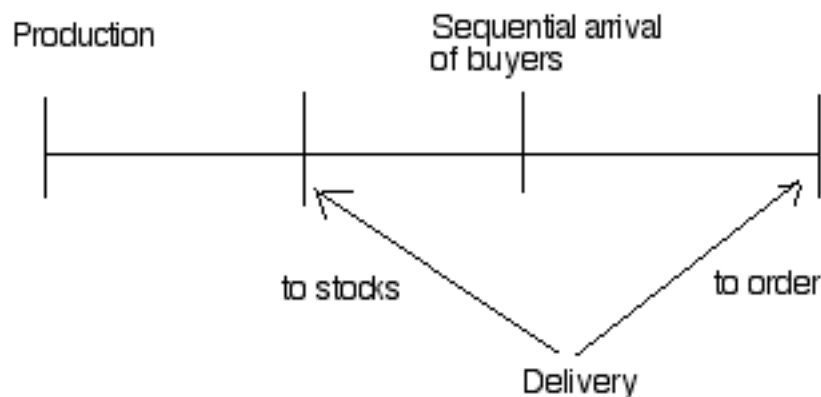 Production
Sequential arrival
of buyers
to stocks
to order
Delivery